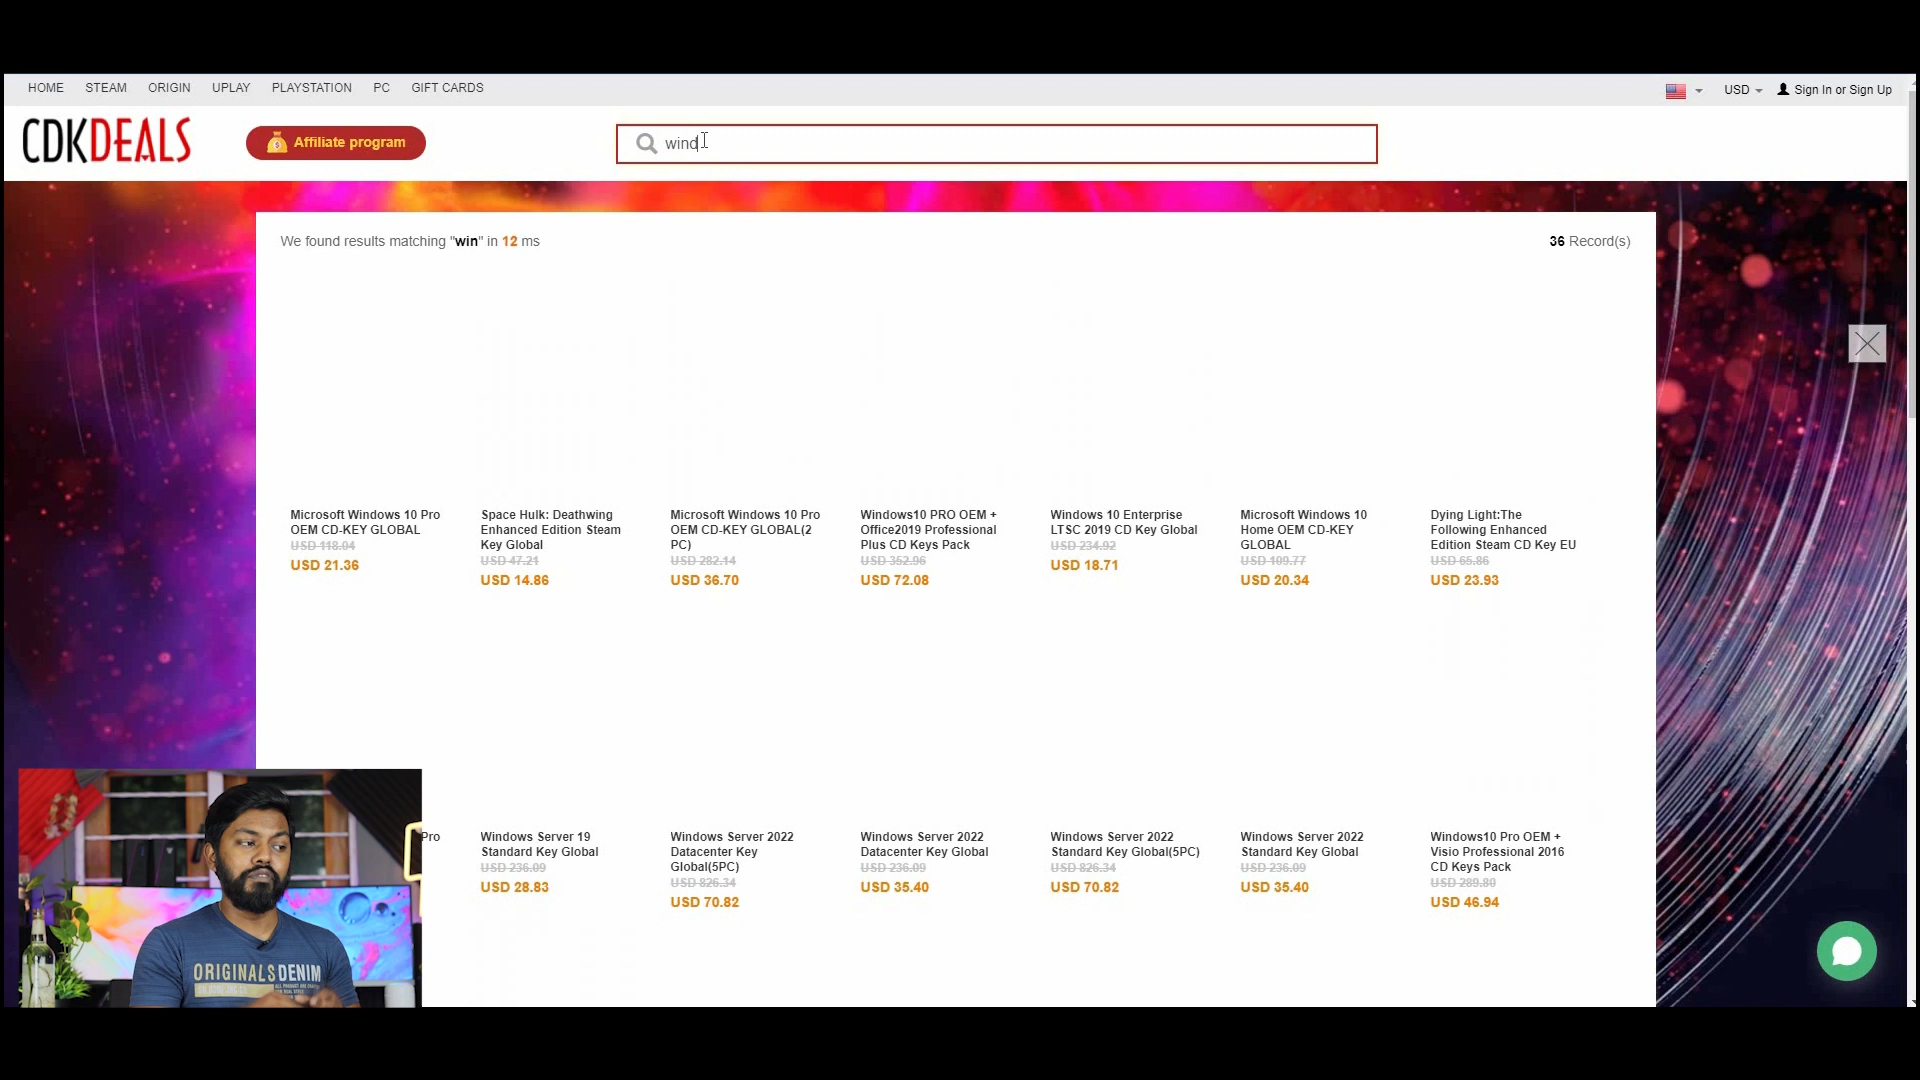 HOME STEAM ORIGIN UPLAY PLAYSTATION PC GIFT CARDS
USD Sign In or Sign Up
CDKDEALS
Affiliate program
wind
We found results matching "win" in 12 ms
36 Record(s)
Microsoft Windows 10 Pro
OEM CD-KEY GLOBAL
USD 118.04
USD 21.36
Space Hulk: Deathwing
Enhanced Edition Steam
Key Global
USD 47.21
USD 14.86
Microsoft Windows 10 Pro
OEM CD-KEY GLOBAL(2
PC)
USD 282.14
USD 36.70
Windows10 PRO OEM +
Office2019 Professional
Plus CD Keys Pack
USD 352.96
USD 72.08
Windows 10 Enterprise
LTSC 2019 CD Key Global
USD 234.92
USD 18.71
Microsoft Windows 10
Home OEM CD-KEY
GLOBAL
USD 109.77
USD 20.34
Dying Light:The
Following Enhanced
Edition Steam CD Key EU
USD 65.86
USD 23.93
Pro
Windows Server 19
Standard Key Global
USD 236.09
USD 28.83
Windows Server 2022
Datacenter Key
Global(5PC)
USD 826.34
USD 70.82
Windows Server 2022
Datacenter Key Global
USD 236.09
USD 35.40
Windows Server 2022
Standard Key Global(5PC)
USD 826.34
USD 70.82
Windows Server 2022
Standard Key Global
USD 236.09
USD 35.40
Windows10 Pro OEM +
Visio Professional 2016
CD Keys Pack
USD 289.80
USD 46.94
ORIGINALS DENIM